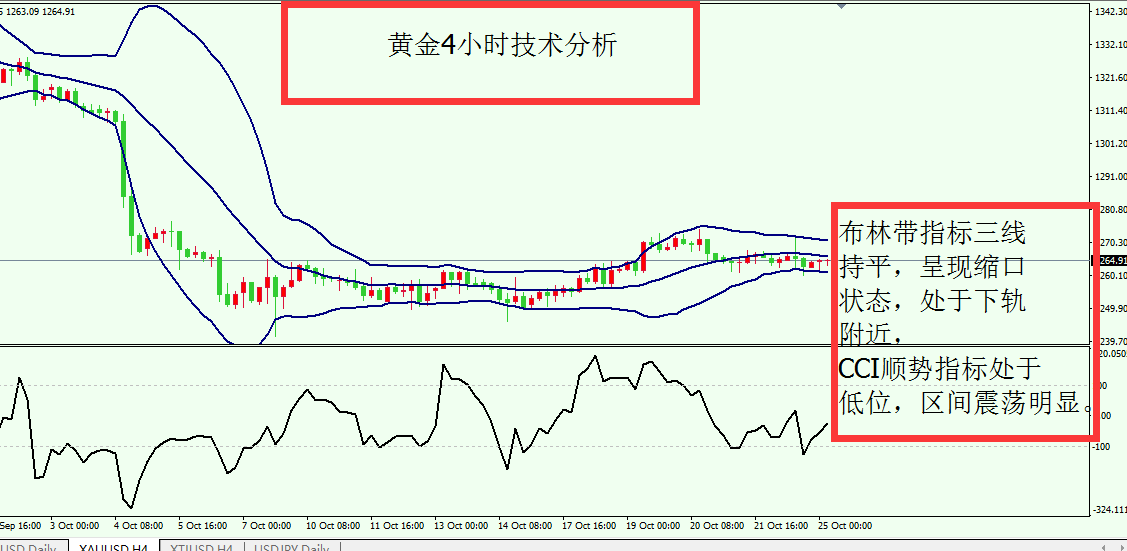 1263.09 1264.91
黄金4小时技术分析
1342.30
1332.10
1321.60
1311.40
1301.20
1291.00
280.80
270.30
264.91
260.10
249.90
239.70
布林带指标三线
持平，呈现缩口
状态，处于下轨
附近，
CCI顺势指标处于
低位，区间震荡明显。
20.050
00
.00
-100
-324.111
Sep 16:00 3 Oct 00:00 4 Oct 08:00 5 Oct 16:00 7 Oct 00:00 10 Oct 08:00 11 Oct 16:00 13 Oct 00:00 14 Oct 08:00 17 Oct 16:00 19 Oct 00:00 20 Oct 08:00 21 Oct 16:00 25 Oct 00:00
USD,Daily XAUUSD,H4 XTIUSD,H4 USDJPY,Daily